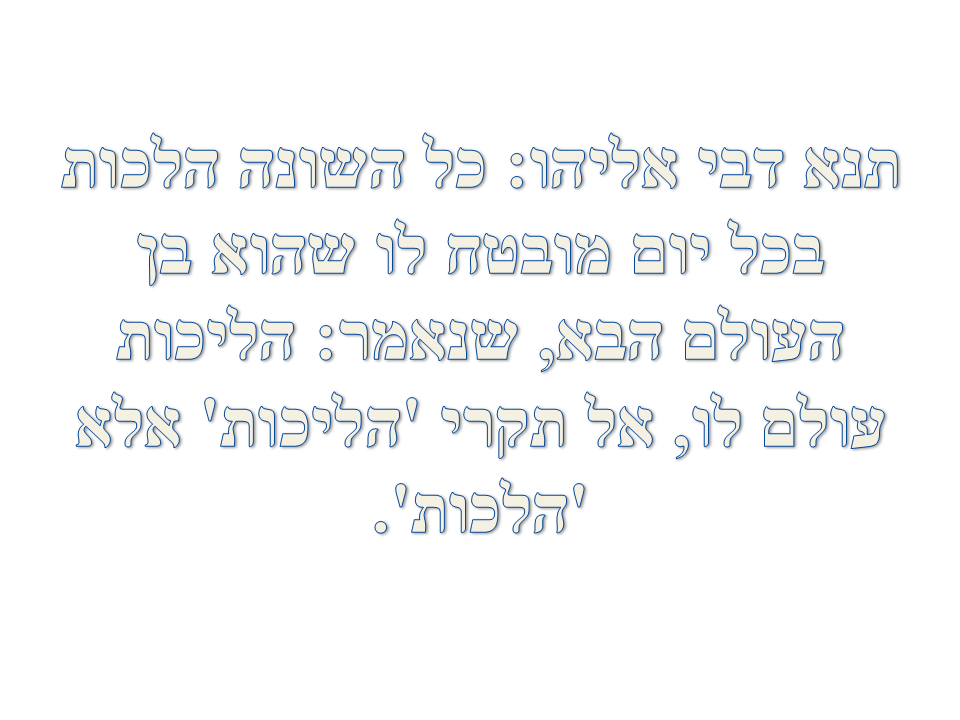 תנא דבי אליהו: כל השונה הלכות
בכל יום מובטח לו שהוא בן
העולם הבא, שנאמר: הליכות
עולם לו, אל תקרי 'הליכות' אלא
'הלכות'.